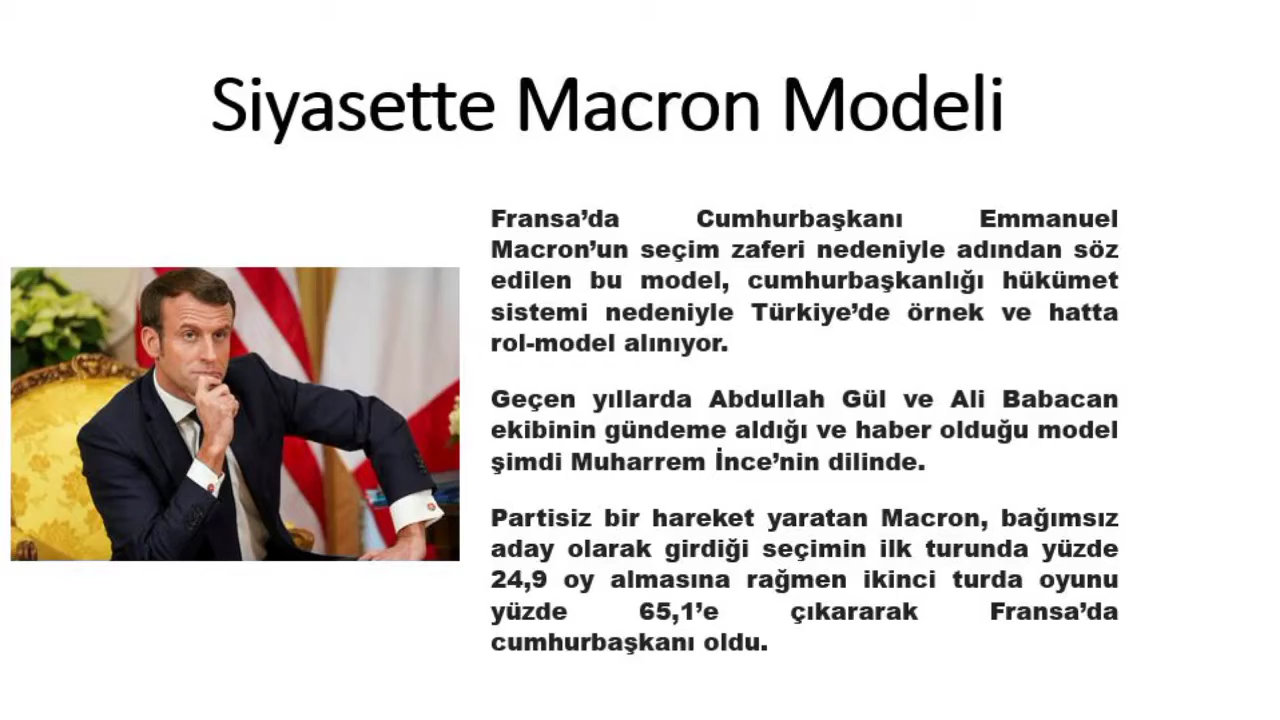 Siyasette Macron Modeli
Fransa’da Cumhurbaşkanı Emmanuel
Macron’un seçim zaferi nedeniyle adından söz
edilen bu model, cumhurbaşkanlığı hükümet
sistemi nedeniyle Türkiye’de örnek ve hatta
rol-model alınıyor.
Geçen yıllarda Abdullah Gül ve Ali Babacan
ekibinin gündeme aldığı ve haber olduğu model
şimdi Muharrem İnce’nin dilinde.
Partisiz bir hareket yaratan Macron, bağımsız
aday olarak girdiği seçimin ilk turunda yüzde
24,9 oy almasına rağmen ikinci turda oyunu
yüzde 65,1’e çıkararak Fransa’da
cumhurbaşkanı oldu.